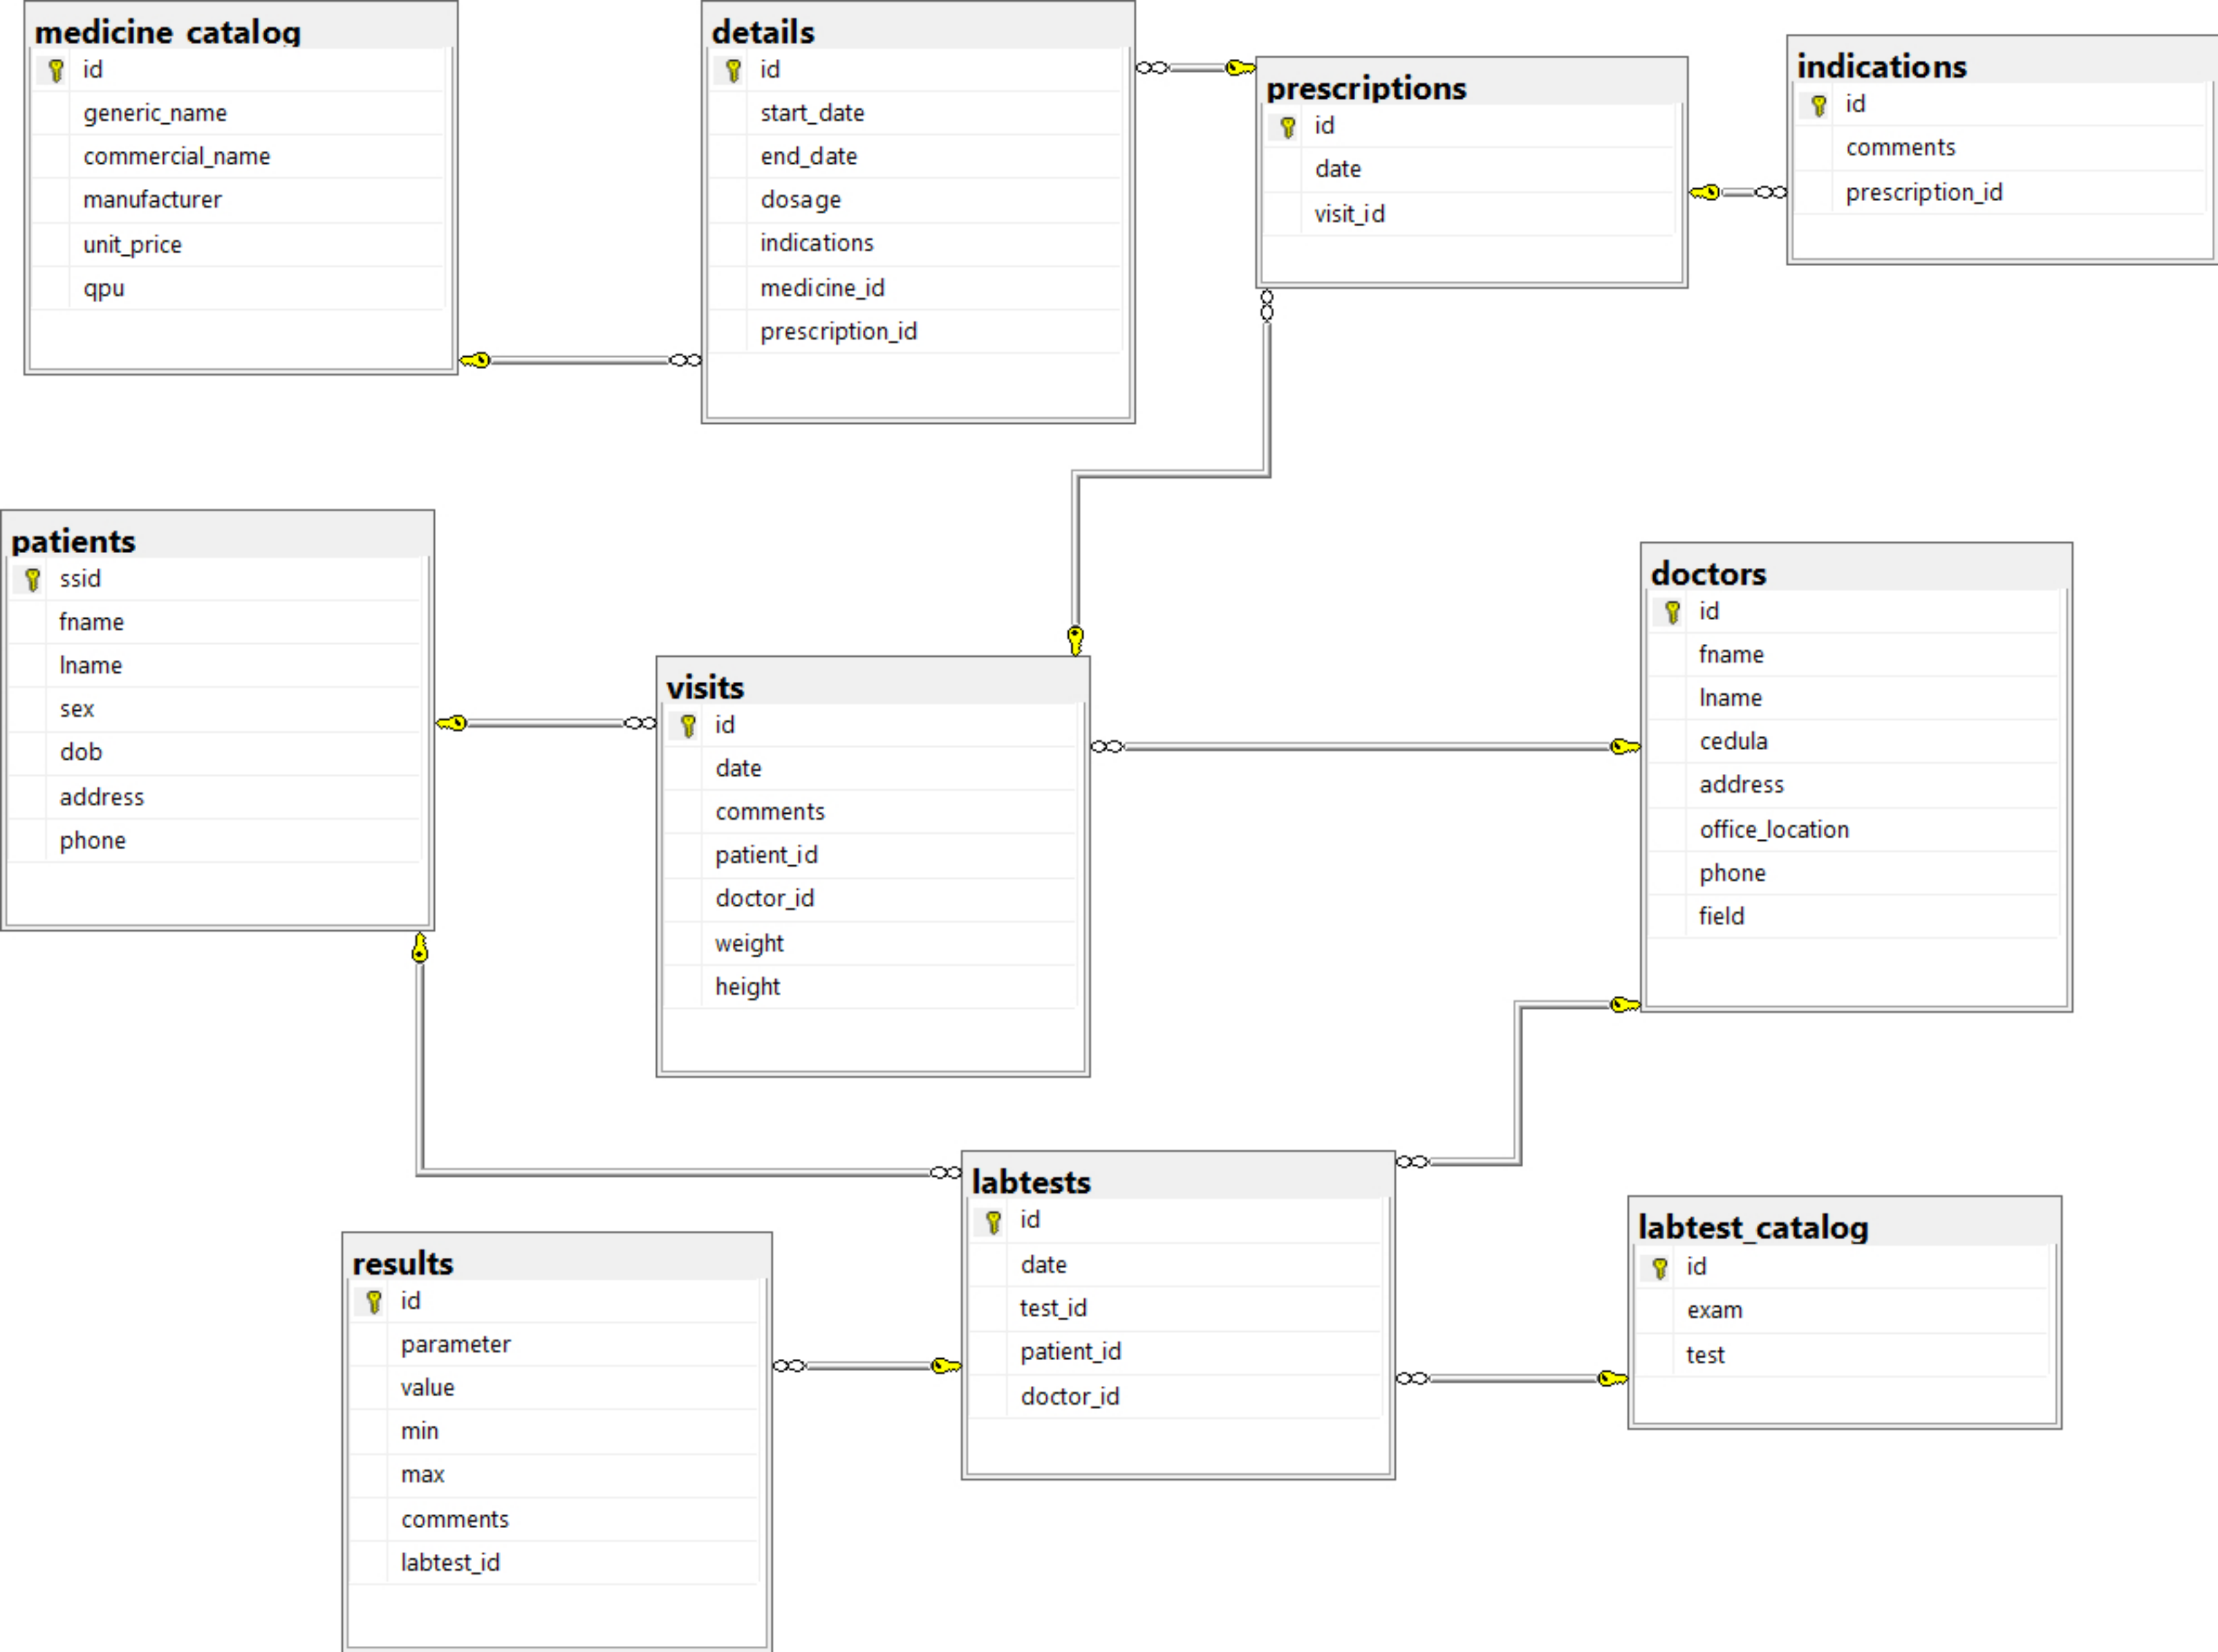 medicine_catalog
id
generic_name
commercial_name
manufacturer
unit_price
qpu
details
id
start_date
end_date
dosage
indications
medicine_id
prescription_id
prescriptions
id
date
visit_id
indications
id
comments
prescription_id
patients
ssid
fname
lname
sex
dob
address
phone
visits
id
date
comments
patient_id
doctor_id
weight
height
doctors
id
fname
lname
cedula
address
office_location
phone
field
results
id
parameter
value
min
max
comments
labtest_id
labtests
id
date
test_id
patient_id
doctor_id
labtest_catalog
id
exam
test